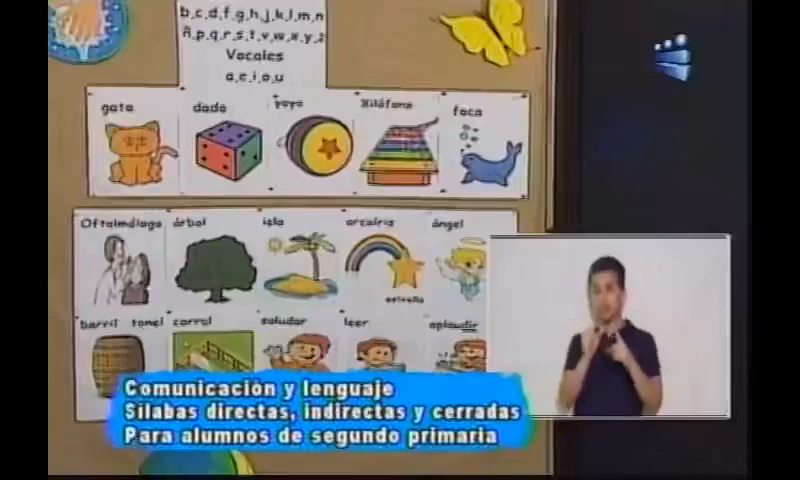 b,c,d,f,g,h,j,k,l,m,n
ñ,p,q,r,s,t,v,w,x,y,z
Vocales
a,e,i,o,u
gato dado yoyo Xilófono foca
Oftalmólogo árbol isla arcoiris ángel
estrella
barril tonel corral saludar leer aplaudir
Comunicación y lenguaje
Sílabas directas, indirectas y cerradas
Para alumnos de segundo primaria